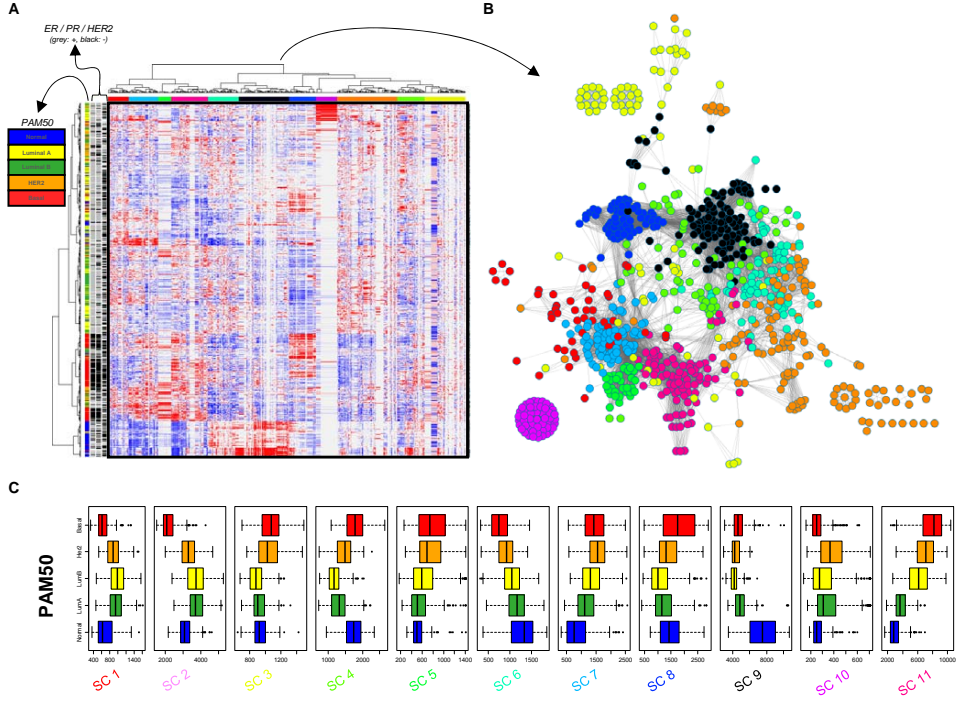 A
B
ER / PR / HER2
(grey: +, black: -)
PAM50
Normal
Luminal A
Luminal B
HER2
Basal
C
PAM50
Basal
Her2
LumB
LumA
Normal
400 800 1400
2000 4000
800 1200
1000 2000
200 600 1000 1400
500 1000 1500
500 1500 2500
500 1500 2500
4000 8000
200 400 600
2000 6000 10000
SC 1
SC 2
SC 3
SC 4
SC 5
SC 6
SC 7
SC 8
SC 9
SC 10
SC 11